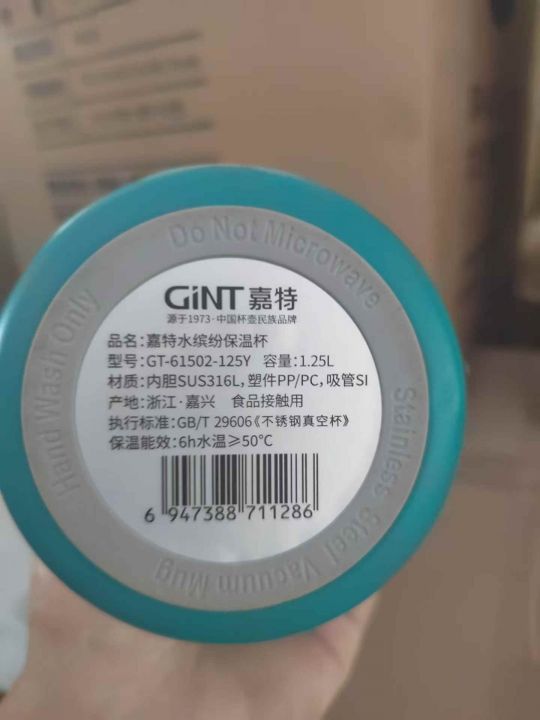 Do Not Microwave
Hand Wash Only
Stainless Steel Vacuum Mug
GiNT 嘉特
源于1973·中国杯壶民族品牌
品名：嘉特水缤纷保温杯
型号：GT-61502-125Y 容量：1.25L
材质：内胆SUS316L，塑件PP/PC，吸管SI
产地：浙江·嘉兴 食品接触用
执行标准：GB/T 29606《不锈钢真空杯》
保温能效：6h水温≥50℃
6 947388 711286